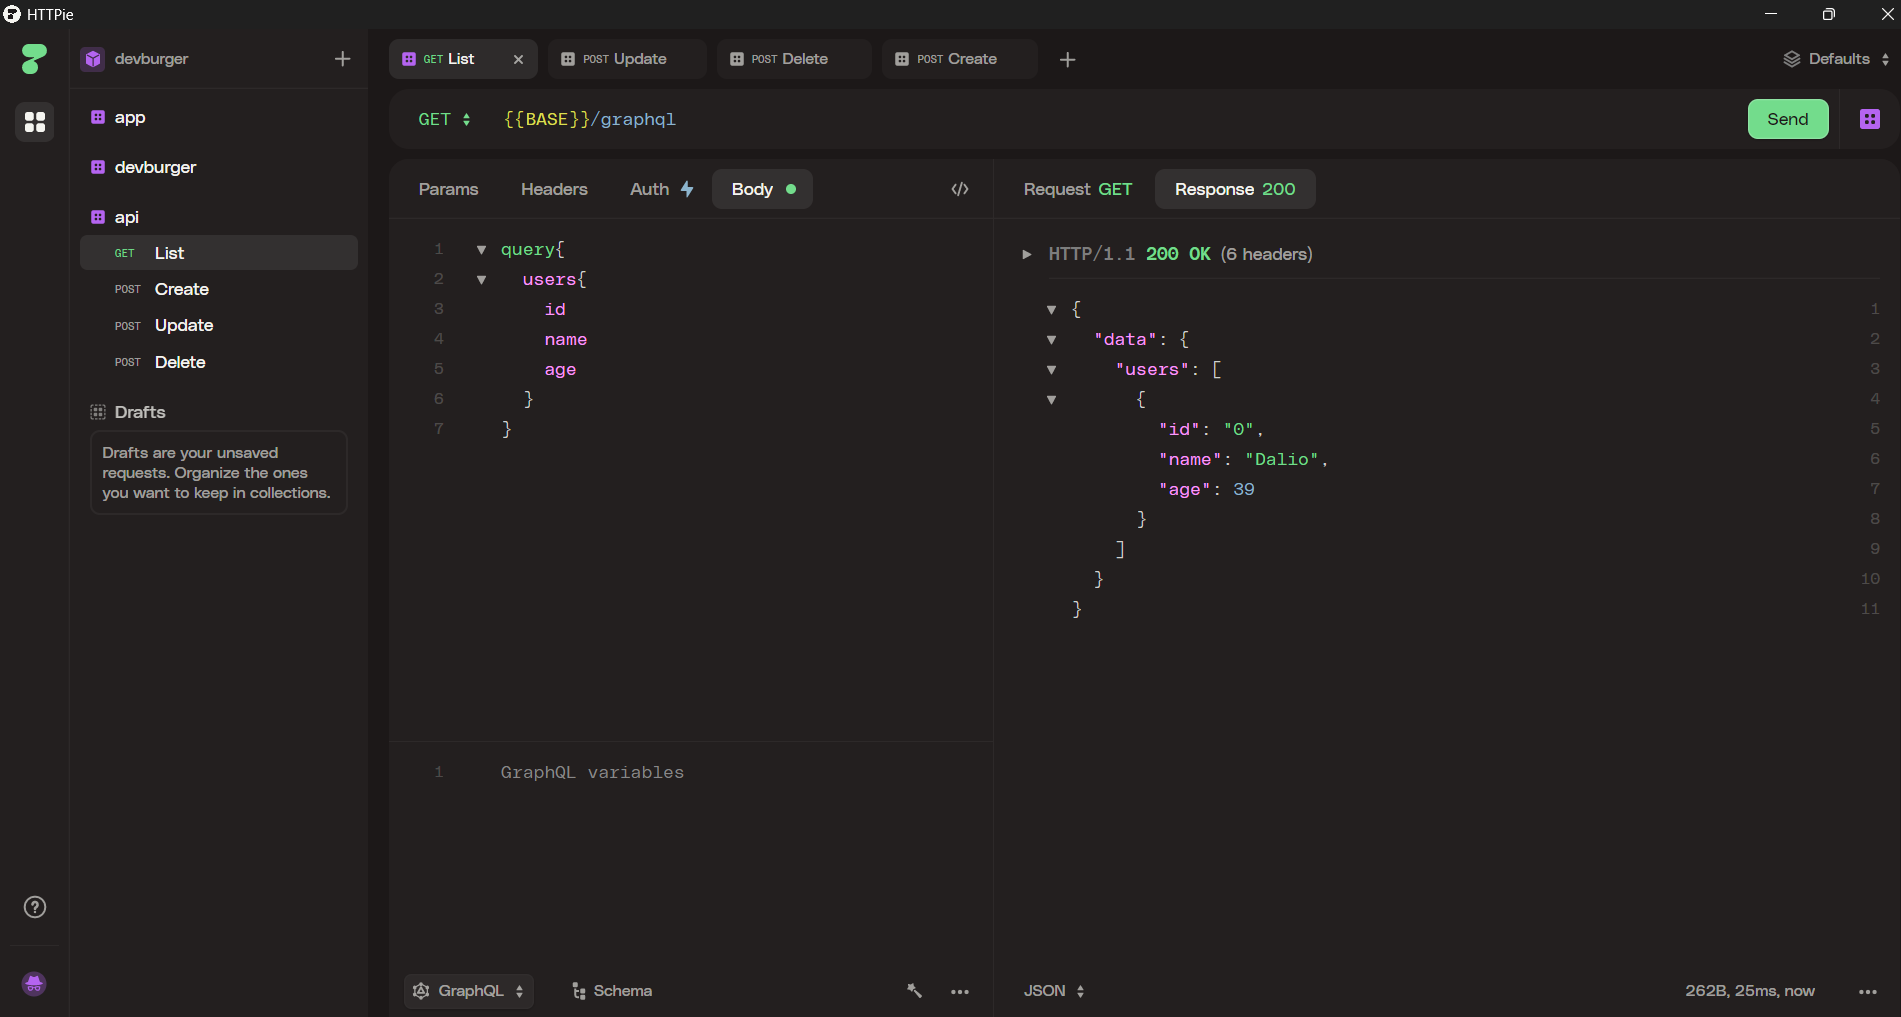 HTTPie
devburger
app
devburger
api
GET List
POST Create
POST Update
POST Delete
Drafts
Drafts are your unsaved
requests. Organize the ones
you want to keep in collections.
GET List
POST Update
POST Delete
POST Create
Defaults
GET {{BASE}}/graphql
Send
Params Headers Auth Body
1 query{
2 users{
3 id
4 name
5 age
6 }
7 }
1 GraphQL variables
GraphQL Schema
Request GET Response 200
HTTP/1.1 200 OK (6 headers)
{ 1
"data": { 2
"users": [ 3
{ 4
"id": "0", 5
"name": "Dalio", 6
"age": 39 7
} 8
] 9
} 10
} 11
JSON
262B, 25ms, now